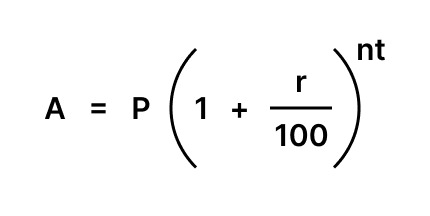 A = P (1 + r/100)^nt